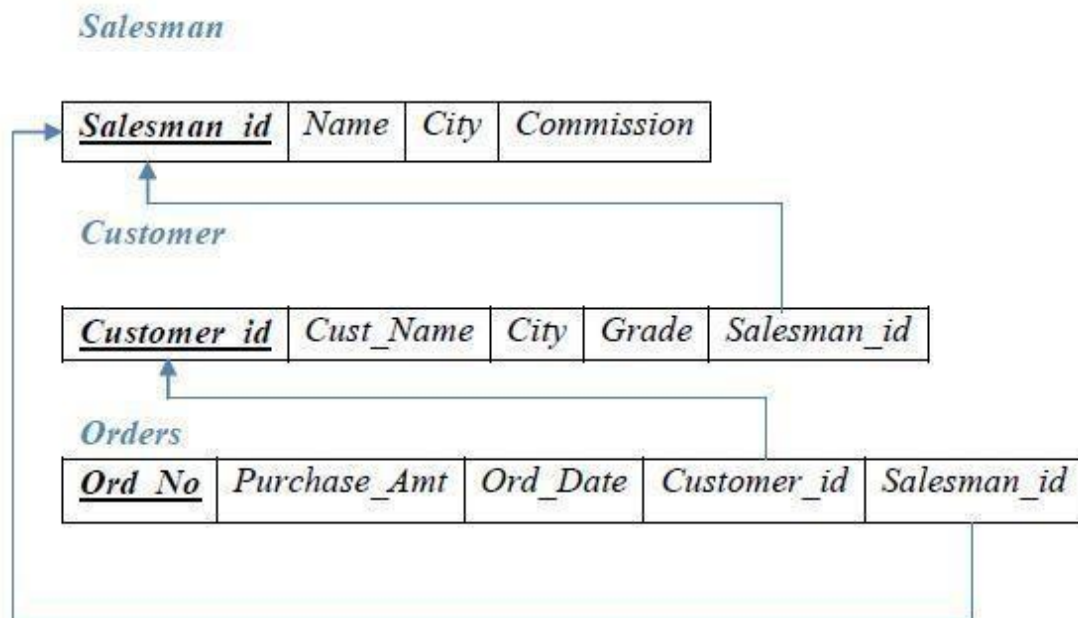 Salesman
Salesman_id Name City Commission
Customer
Customer_id Cust_Name City Grade Salesman_id
Orders
Ord_No Purchase_Amt Ord_Date Customer_id Salesman_id